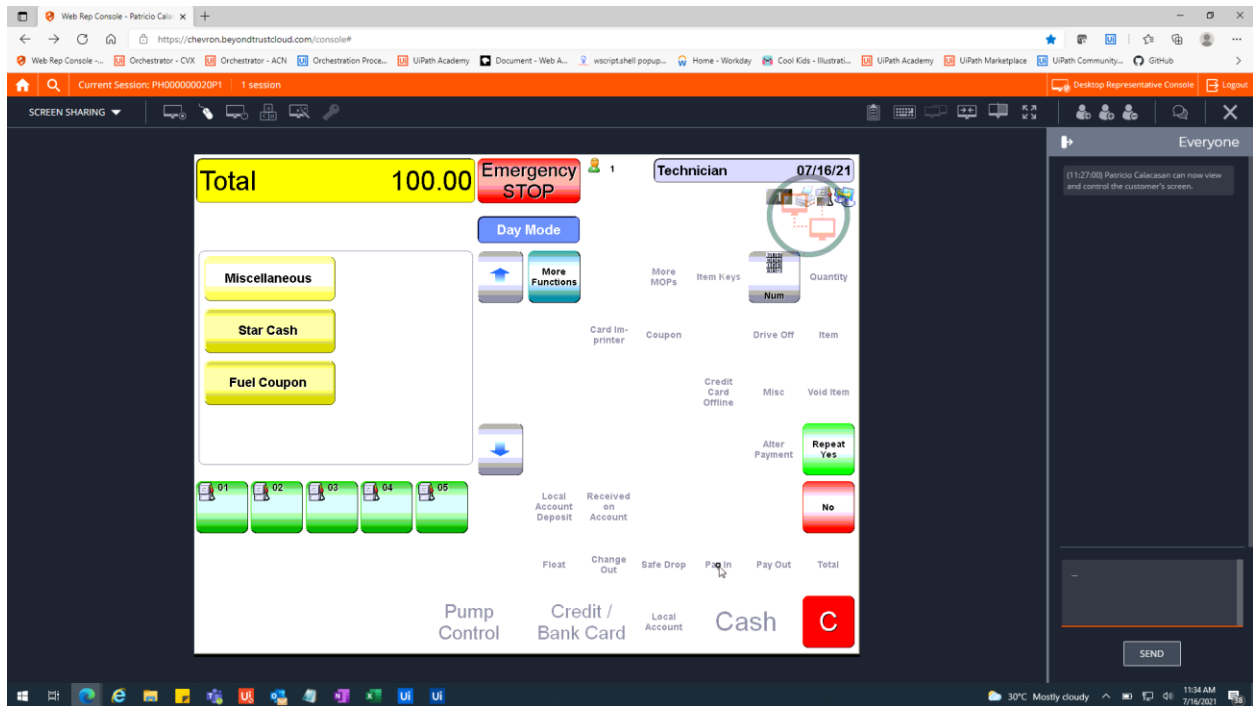 Web Rep Console - Patricio Cala
https://chevron.beyondtrustcloud.com/console#
Web Rep Console -... Orchestrator - CVX Orchestrator - ACN Orchestration Proce... UiPath Academy Document - Web A... wscript.shell popup... Home - Workday Cool Kids - Illustrati... UiPath Academy UiPath Marketplace UiPath Community... GitHub
Current Session: PH000000020P1 1 session Desktop Representative Console Logout
SCREEN SHARING
Everyone
(11:27:00) Patricio Calacasan can now view
and control the customer's screen.
Total 100.00
Emergency
STOP
1
Technician 07/16/21
Day Mode
Miscellaneous
Star Cash
Fuel Coupon
More
Functions
More
MOPs
Item Keys
Num
Quantity
Card Im-
printer
Coupon
Drive Off
Item
Credit
Card
Offline
Misc
Void Item
Alter
Payment
Repeat
Yes
01 02 03 04 05
Local
Account
Deposit
Received
on
Account
No
Float
Change
Out
Safe Drop
Pay In
Pay Out
Total
Pump
Control
Credit /
Bank Card
Local
Account
Cash
C
SEND
30°C Mostly cloudy
11:34 AM
7/16/2021